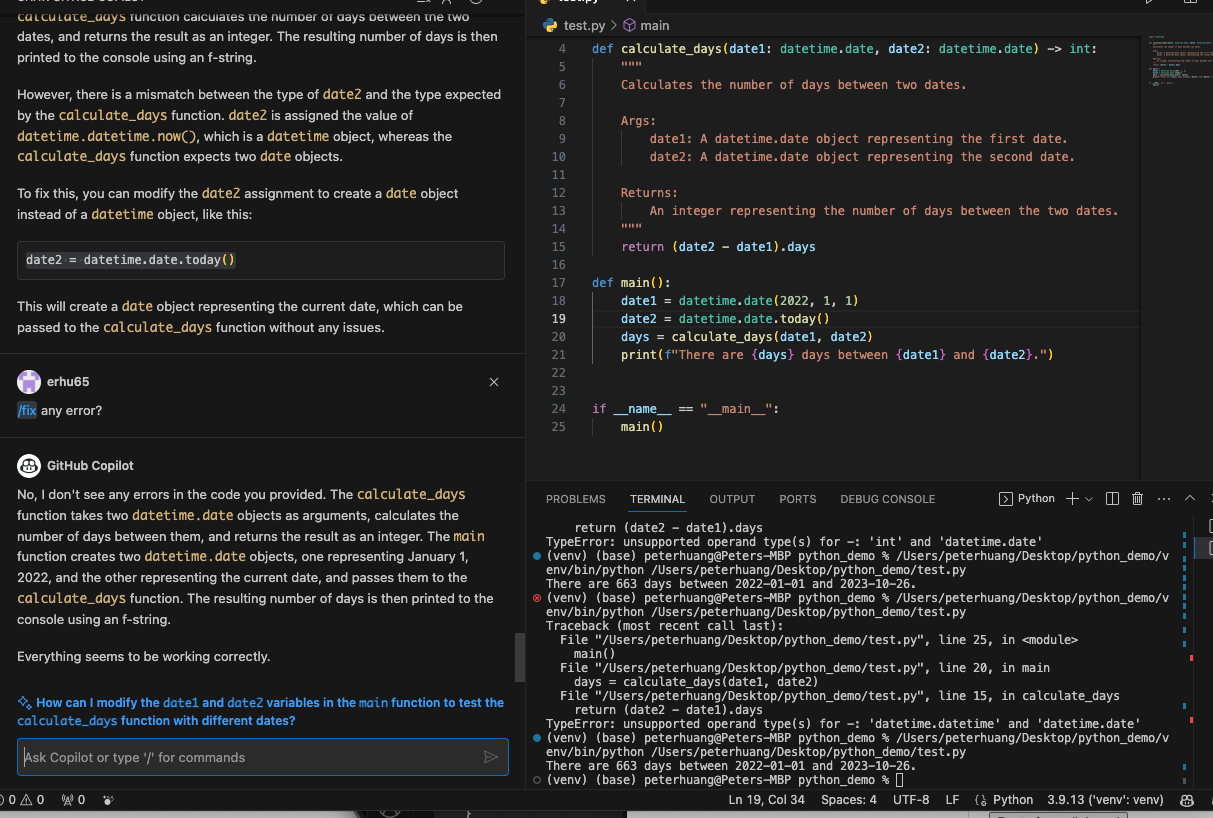 calculate_days function calculates the number of days between the two
dates, and returns the result as an integer. The resulting number of days is then
printed to the console using an f-string.
However, there is a mismatch between the type of date2 and the type expected
by the calculate_days function. date2 is assigned the value of
datetime.datetime.now(), which is a datetime object, whereas the
calculate_days function expects two date objects.
To fix this, you can modify the date2 assignment to create a date object
instead of a datetime object, like this:
date2 = datetime.date.today()
This will create a date object representing the current date, which can be
passed to the calculate_days function without any issues.
erhu65
/fix any error?
GitHub Copilot
No, I don't see any errors in the code you provided. The calculate_days
function takes two datetime.date objects as arguments, calculates the
number of days between them, and returns the result as an integer. The main
function creates two datetime.date objects, one representing January 1,
2022, and the other representing the current date, and passes them to the
calculate_days function. The resulting number of days is then printed to the
console using an f-string.
Everything seems to be working correctly.
How can I modify the date1 and date2 variables in the main function to test the
calculate_days function with different dates?
Ask Copilot or type '/' for commands
test.py
test.py > main
4 def calculate_days(date1: datetime.date, date2: datetime.date) -> int:
5 """
6 Calculates the number of days between two dates.
7
8 Args:
9 date1: A datetime.date object representing the first date.
10 date2: A datetime.date object representing the second date.
11
12 Returns:
13 An integer representing the number of days between the two dates.
14 """
15 return (date2 - date1).days
16
17 def main():
18 date1 = datetime.date(2022, 1, 1)
19 date2 = datetime.date.today()
20 days = calculate_days(date1, date2)
21 print(f"There are {days} days between {date1} and {date2}.")
22
23
24 if __name__ == "__main__":
25 main()
PROBLEMS TERMINAL OUTPUT PORTS DEBUG CONSOLE Python
return (date2 - date1).days
TypeError: unsupported operand type(s) for -: 'int' and 'datetime.date'
(venv) (base) peterhuang@Peters-MBP python_demo % /Users/peterhuang/Desktop/python_demo/v
env/bin/python /Users/peterhuang/Desktop/python_demo/test.py
There are 663 days between 2022-01-01 and 2023-10-26.
(venv) (base) peterhuang@Peters-MBP python_demo % /Users/peterhuang/Desktop/python_demo/v
env/bin/python /Users/peterhuang/Desktop/python_demo/test.py
Traceback (most recent call last):
File "/Users/peterhuang/Desktop/python_demo/test.py", line 25, in <module>
main()
File "/Users/peterhuang/Desktop/python_demo/test.py", line 20, in main
days = calculate_days(date1, date2)
File "/Users/peterhuang/Desktop/python_demo/test.py", line 15, in calculate_days
return (date2 - date1).days
TypeError: unsupported operand type(s) for -: 'datetime.datetime' and 'datetime.date'
(venv) (base) peterhuang@Peters-MBP python_demo % /Users/peterhuang/Desktop/python_demo/v
env/bin/python /Users/peterhuang/Desktop/python_demo/test.py
There are 663 days between 2022-01-01 and 2023-10-26.
(venv) (base) peterhuang@Peters-MBP python_demo %
0 0 0 Ln 19, Col 34 Spaces: 4 UTF-8 LF Python 3.9.13 ('venv': venv)